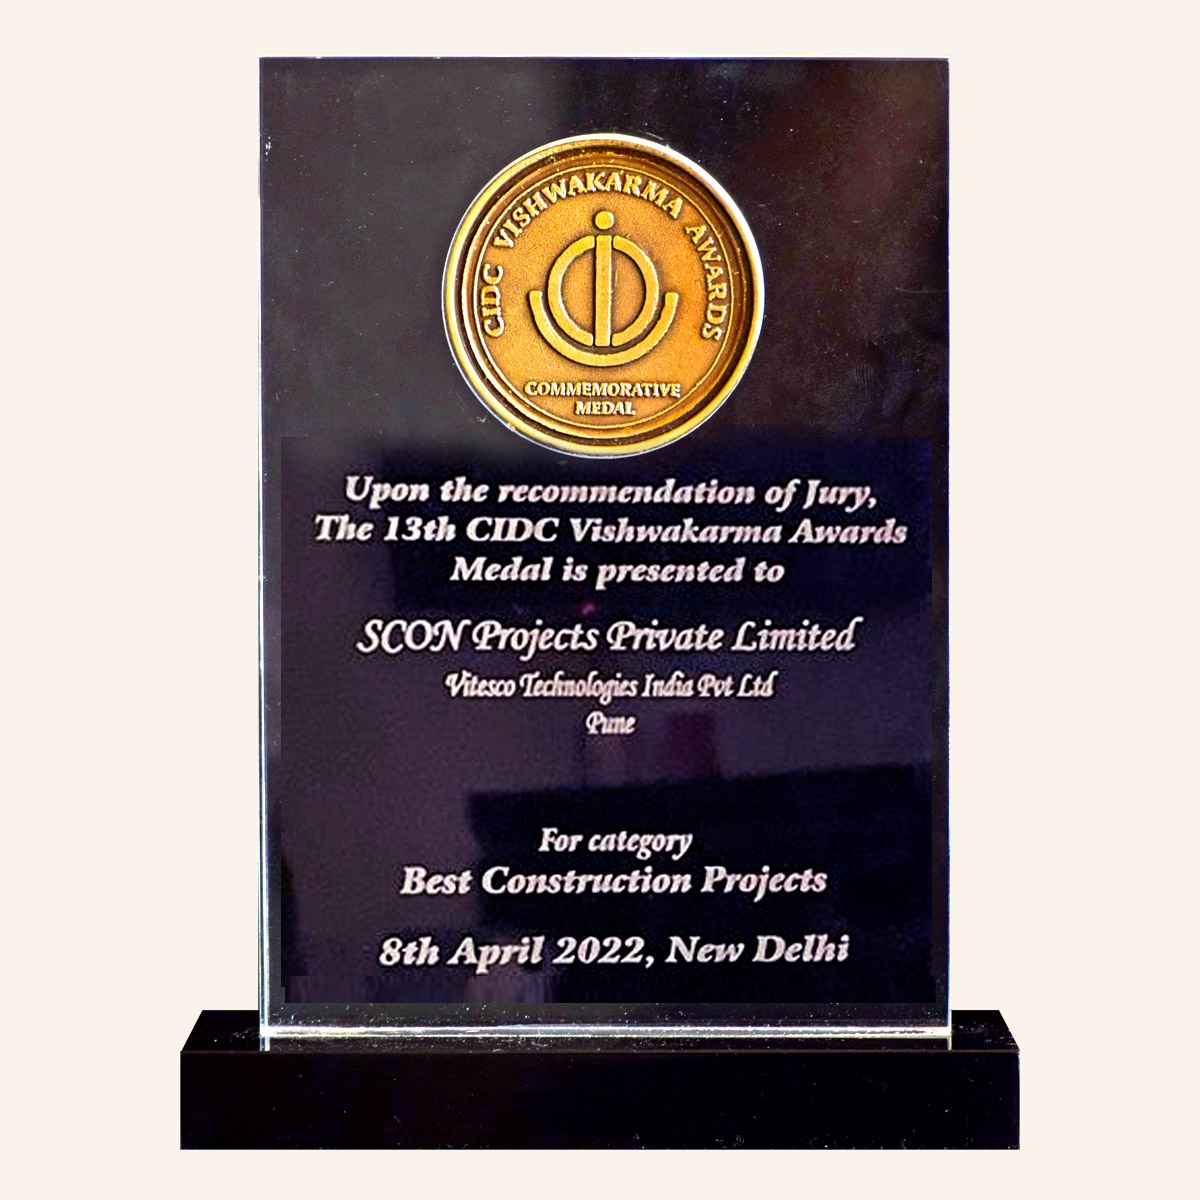 CIDC VISHWAKARMA AWARDS
COMMEMORATIVE
MEDAL
Upon the recommendation of Jury,
The 13th CIDC Vishwakarma Awards
Medal is presented to
SCON Projects Private Limited
Vitesco Technologies India Pvt Ltd
Pune
For category
Best Construction Projects
8th April 2022, New Delhi